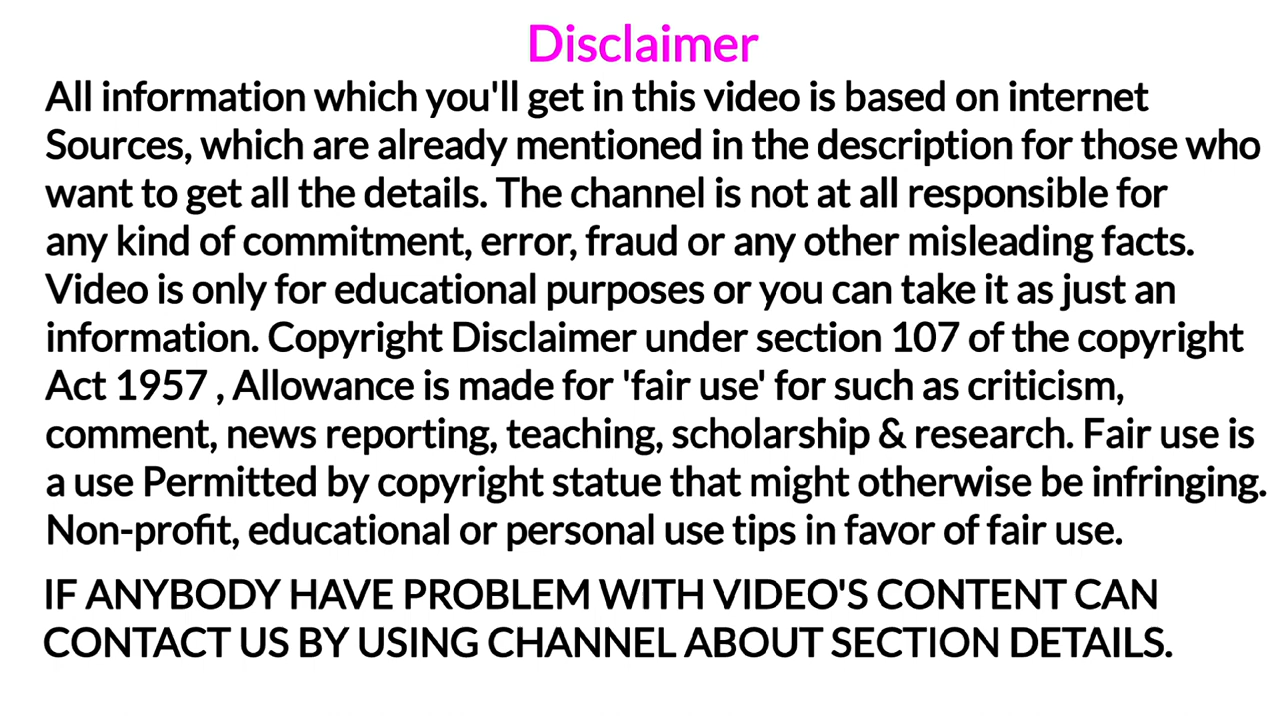 Disclaimer
All information which you'll get in this video is based on internet
Sources, which are already mentioned in the description for those who
want to get all the details. The channel is not at all responsible for
any kind of commitment, error, fraud or any other misleading facts.
Video is only for educational purposes or you can take it as just an
information. Copyright Disclaimer under section 107 of the copyright
Act 1957 , Allowance is made for 'fair use' for such as criticism,
comment, news reporting, teaching, scholarship & research. Fair use is
a use Permitted by copyright statue that might otherwise be infringing.
Non-profit, educational or personal use tips in favor of fair use.
IF ANYBODY HAVE PROBLEM WITH VIDEO'S CONTENT CAN
CONTACT US BY USING CHANNEL ABOUT SECTION DETAILS.